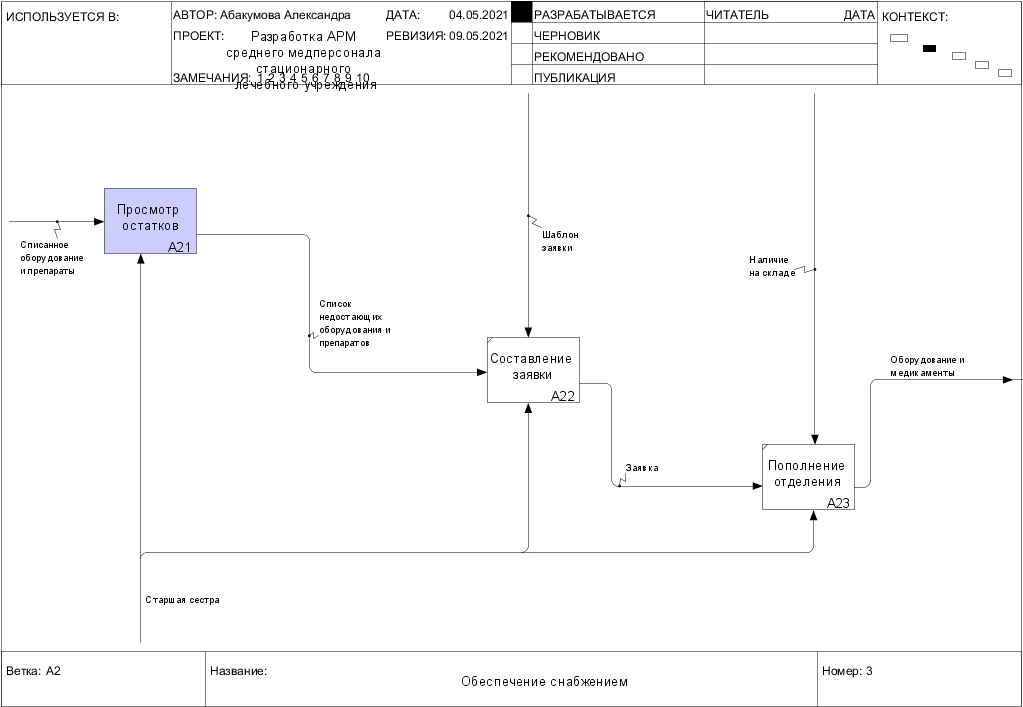 ИСПОЛЬЗУЕТСЯ В:
АВТОР: Абакумова Александра
ДАТА: 04.05.2021
ПРОЕКТ: Разработка АРМ
среднего медперсонала
стационарного
лечебного учреждения
РЕВИЗИЯ: 09.05.2021
ЗАМЕЧАНИЯ: 1 2 3 4 5 6 7 8 9 10
РАЗРАБАТЫВАЕТСЯ
ЧЕРНОВИК
РЕКОМЕНДОВАНО
ПУБЛИКАЦИЯ
ЧИТАТЕЛЬ
ДАТА
КОНТЕКСТ:
Просмотр
остатков
A21
Списанное
оборудование
и препараты
Шаблон
заявки
Наличие
на складе
Список
недостающих
оборудования и
препаратов
Составление
заявки
A22
Оборудование и
медикаменты
Заявка
Пополнение
отделения
A23
Старшая сестра
Ветка: A2
Название:
Обеспечение снабжением
Номер: 3